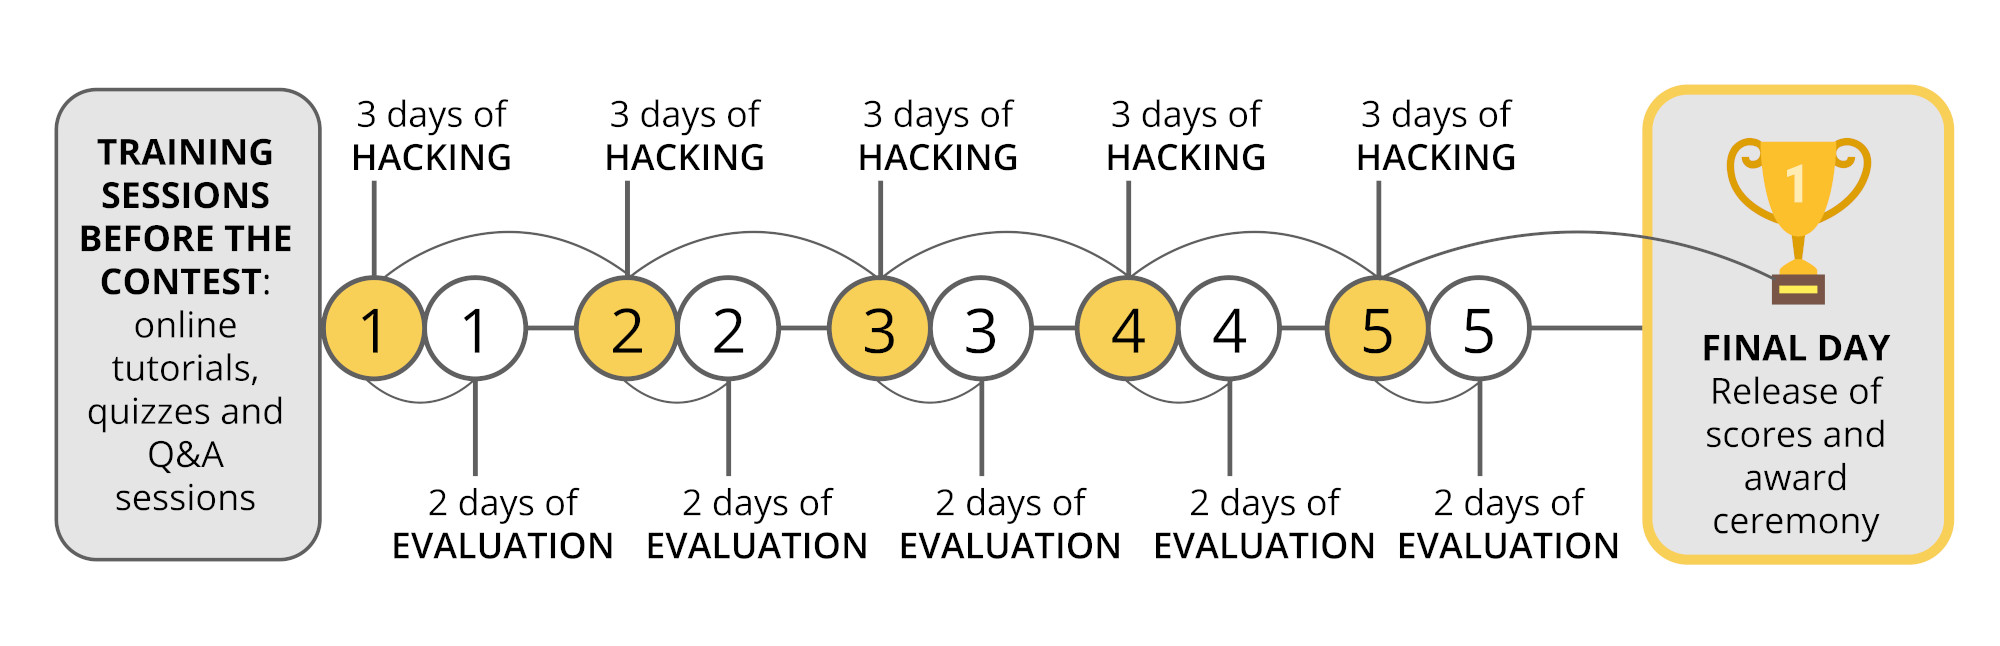 TRAINING
SESSIONS
BEFORE THE
CONTEST:
online
tutorials,
quizzes and
Q&A
sessions
3 days of
HACKING
3 days of
HACKING
3 days of
HACKING
3 days of
HACKING
3 days of
HACKING
1 1 2 2 3 3 4 4 5 5
2 days of
EVALUATION
2 days of
EVALUATION
2 days of
EVALUATION
2 days of
EVALUATION
2 days of
EVALUATION
1
FINAL DAY
Release of
scores and
award
ceremony